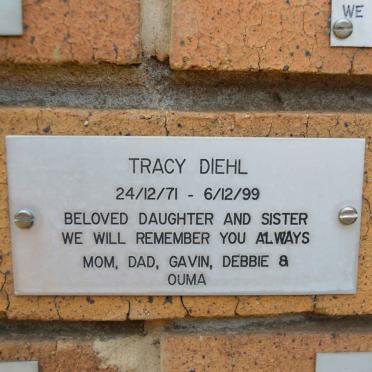 WE
TRACY DIEHL
24/12/71 - 6/12/99
BELOVED DAUGHTER AND SISTER
WE WILL REMEMBER YOU ALWAYS
MOM, DAD, GAVIN, DEBBIE &
OUMA